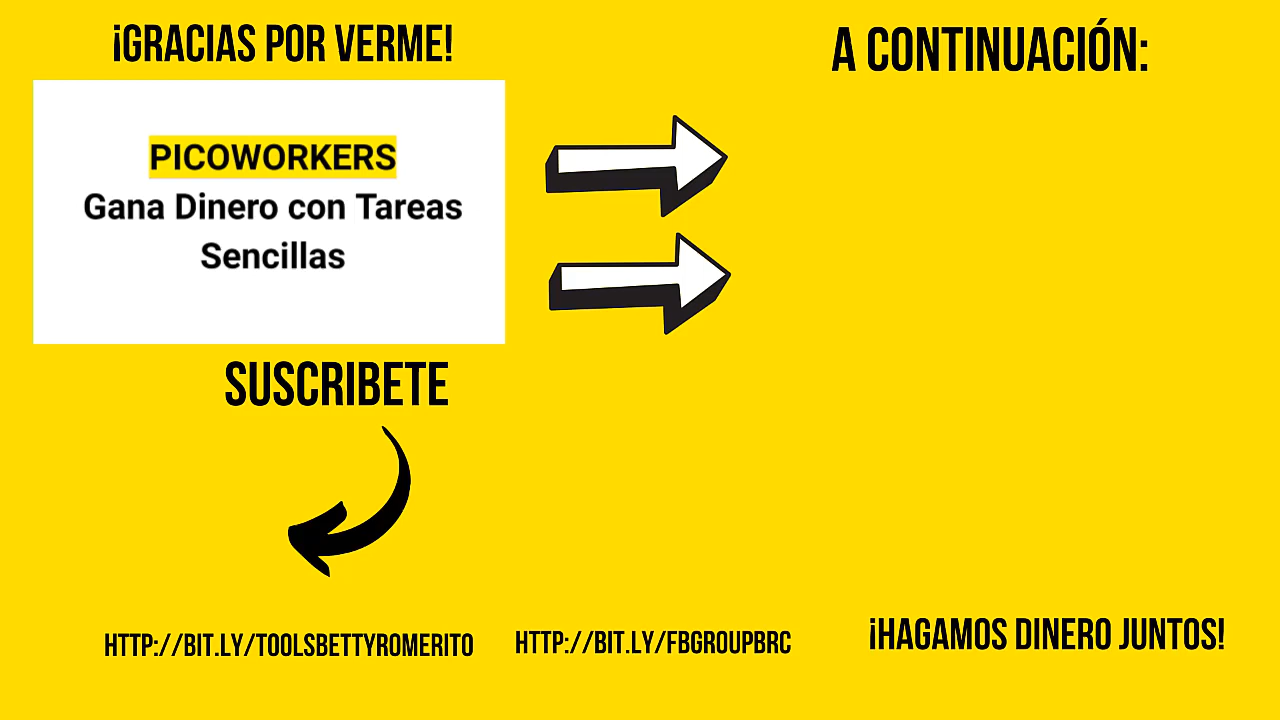 ¡GRACIAS POR VERME!
A CONTINUACIÓN:
PICOWORKERS
Gana Dinero con Tareas
Sencillas
SUSCRIBETE
HTTP://BIT.LY/TOOLSBETTYROMERITO
HTTP://BIT.LY/FBGROUPBRC
¡HAGAMOS DINERO JUNTOS!